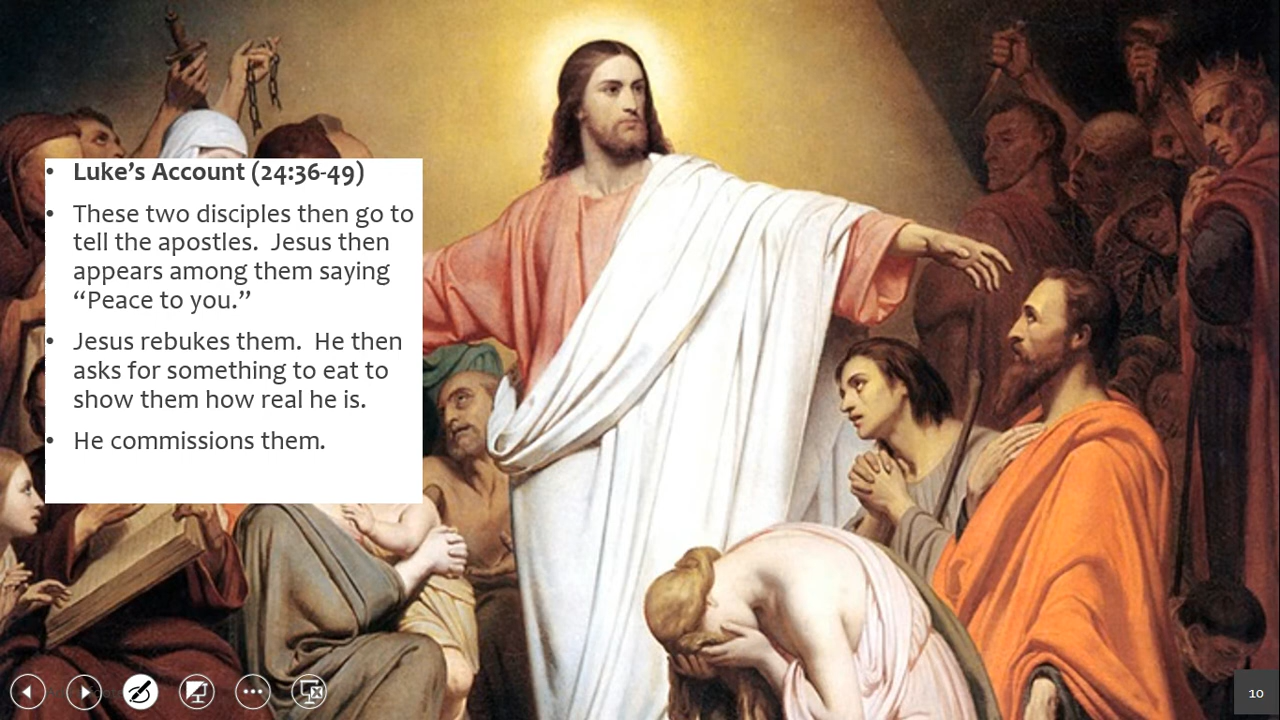 • Luke’s Account (24:36-49)
• These two disciples then go to
tell the apostles.  Jesus then
appears among them saying
“Peace to you.”
• Jesus rebukes them.  He then
asks for something to eat to
show them how real he is.
• He commissions them.
10